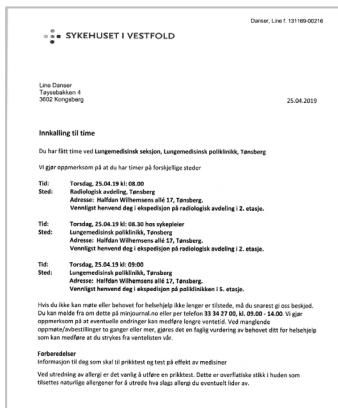 Danser, Line f. 131169-00216
SYKEHUSET I VESTFOLD
Line Danser
Tøysebakken 4
3602 Kongsberg
25.04.2019
Innkalling til time
Du har fått time ved Lungemedisinsk seksjon, Lungemedisinsk poliklinikk, Tønsberg
Vi gjør oppmerksom på at du har timer på forskjellige steder
Tid: Torsdag, 25.04.19 kl: 08.00
Sted: Radiologisk avdeling, Tønsberg
Adresse: Halfdan Wilhemsens allé 17, Tønsberg.
Vennligst henvend deg i ekspedisjon på radiologisk avdeling i 2. etasje.
Tid: Torsdag, 25.04.19 kl: 08.30 hos sykepleier
Sted: Lungemedisinsk poliklinikk, Tønsberg
Adresse: Halfdan Wilhemsens allé 17, Tønsberg.
Vennligst henvend deg i ekspedisjon på radiologisk avdeling i 2. etasje.
Tid: Torsdag, 25.04.19 kl: 09:00
Sted: Lungemedisinsk poliklinikk, Tønsberg
Adresse: Halfdan Wilhemsens allé 17, Tønsberg.
Vennligst henvend deg i ekspedisjon på poliklinikken i 5. etasje.
Hvis du ikke kan møte eller behovet for helsehjelp ikke lenger er tilstede, må du snarest gi oss beskjed.
Du kan melde fra om dette på minjournal.no eller per telefon 33 34 27 00, kl. 09.00 - 14.00. Vi gjør
oppmerksom på at eventuelle endringer kan medføre lengre ventetid. Ved manglende
oppmøte/avbestillinger to ganger eller mer, gjøres det en faglig vurdering av behovet ditt for helsehjelp
som kan medføre at du strykes fra ventelisten vår.
Forberedelser
Informasjon til deg som skal til prikktest og test på effekt av medisiner
Ved utredning av allergi er det vanlig å utføre en prikktest. Dette er overflatiske stikk i huden som
tilsettes naturlige allergener for å utrede hva slags allergi du eventuelt lider av.